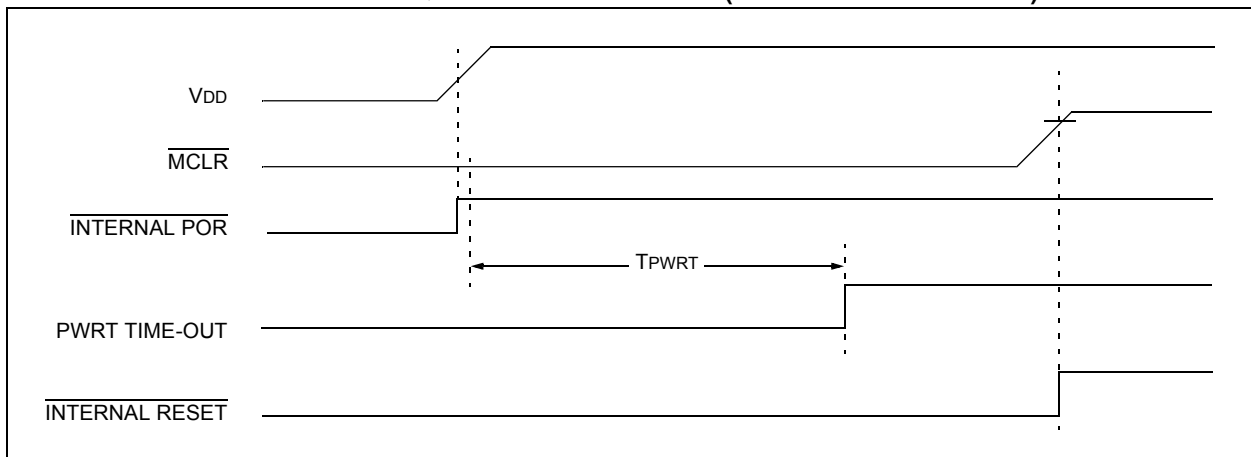 VDD
MCLR
INTERNAL POR
TPWRT
PWRT TIME-OUT
INTERNAL RESET